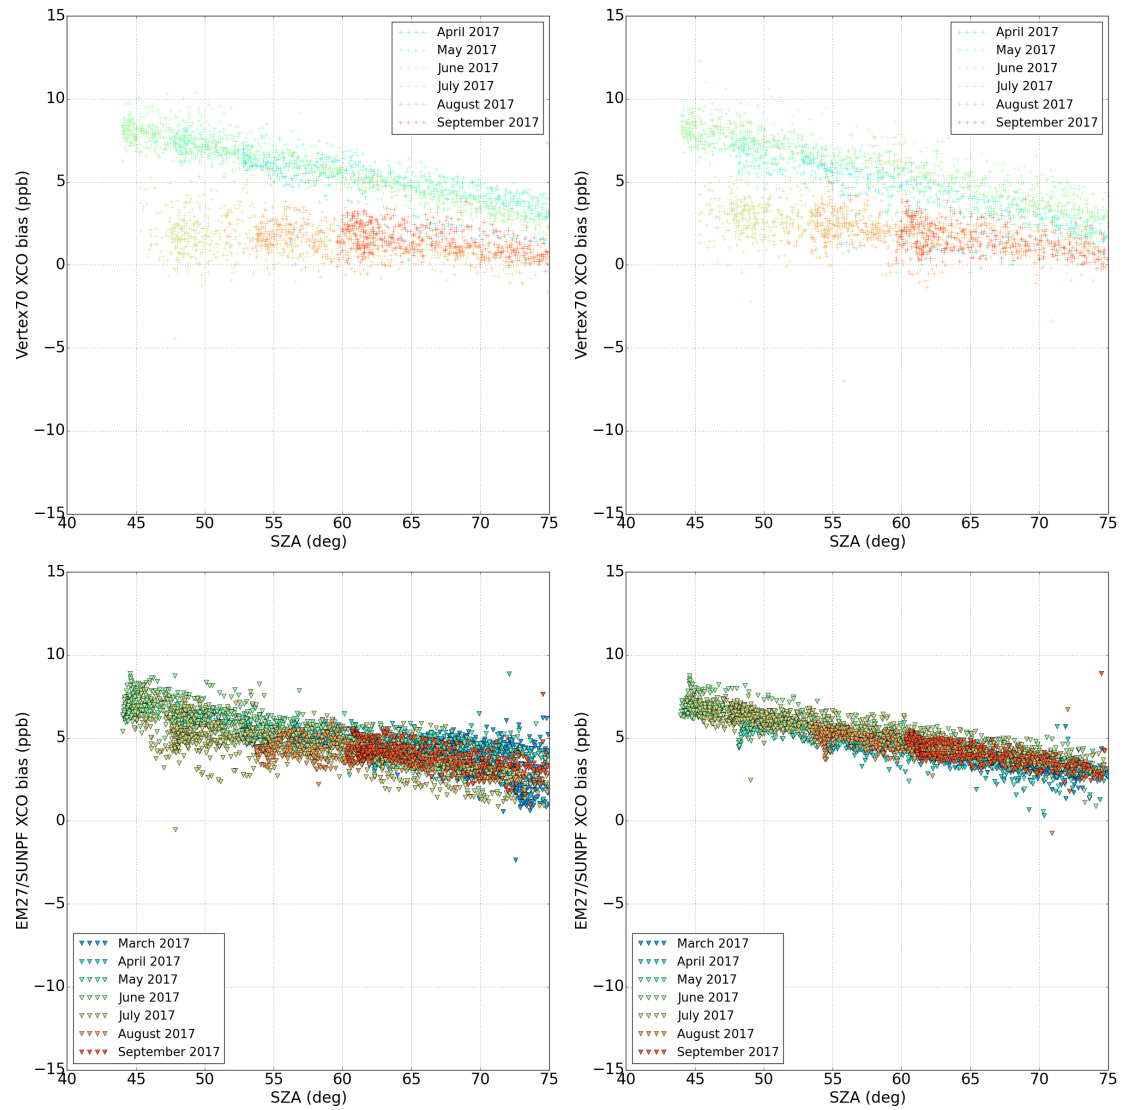 15
10
5
0
−5
−10
−15
40
45
50
55
60
65
70
75
SZA (deg)
Vertex70 XCO bias (ppb)
April 2017
May 2017
June 2017
July 2017
August 2017
September 2017
15
10
5
0
−5
−10
−15
40
45
50
55
60
65
70
75
SZA (deg)
Vertex70 XCO bias (ppb)
April 2017
May 2017
June 2017
July 2017
August 2017
September 2017
15
10
5
0
−5
−10
−15
40
45
50
55
60
65
70
75
SZA (deg)
EM27/SUNPF XCO bias (ppb)
March 2017
April 2017
May 2017
June 2017
July 2017
August 2017
September 2017
15
10
5
0
−5
−10
−15
40
45
50
55
60
65
70
75
SZA (deg)
EM27/SUNPF XCO bias (ppb)
March 2017
April 2017
May 2017
June 2017
July 2017
August 2017
September 2017